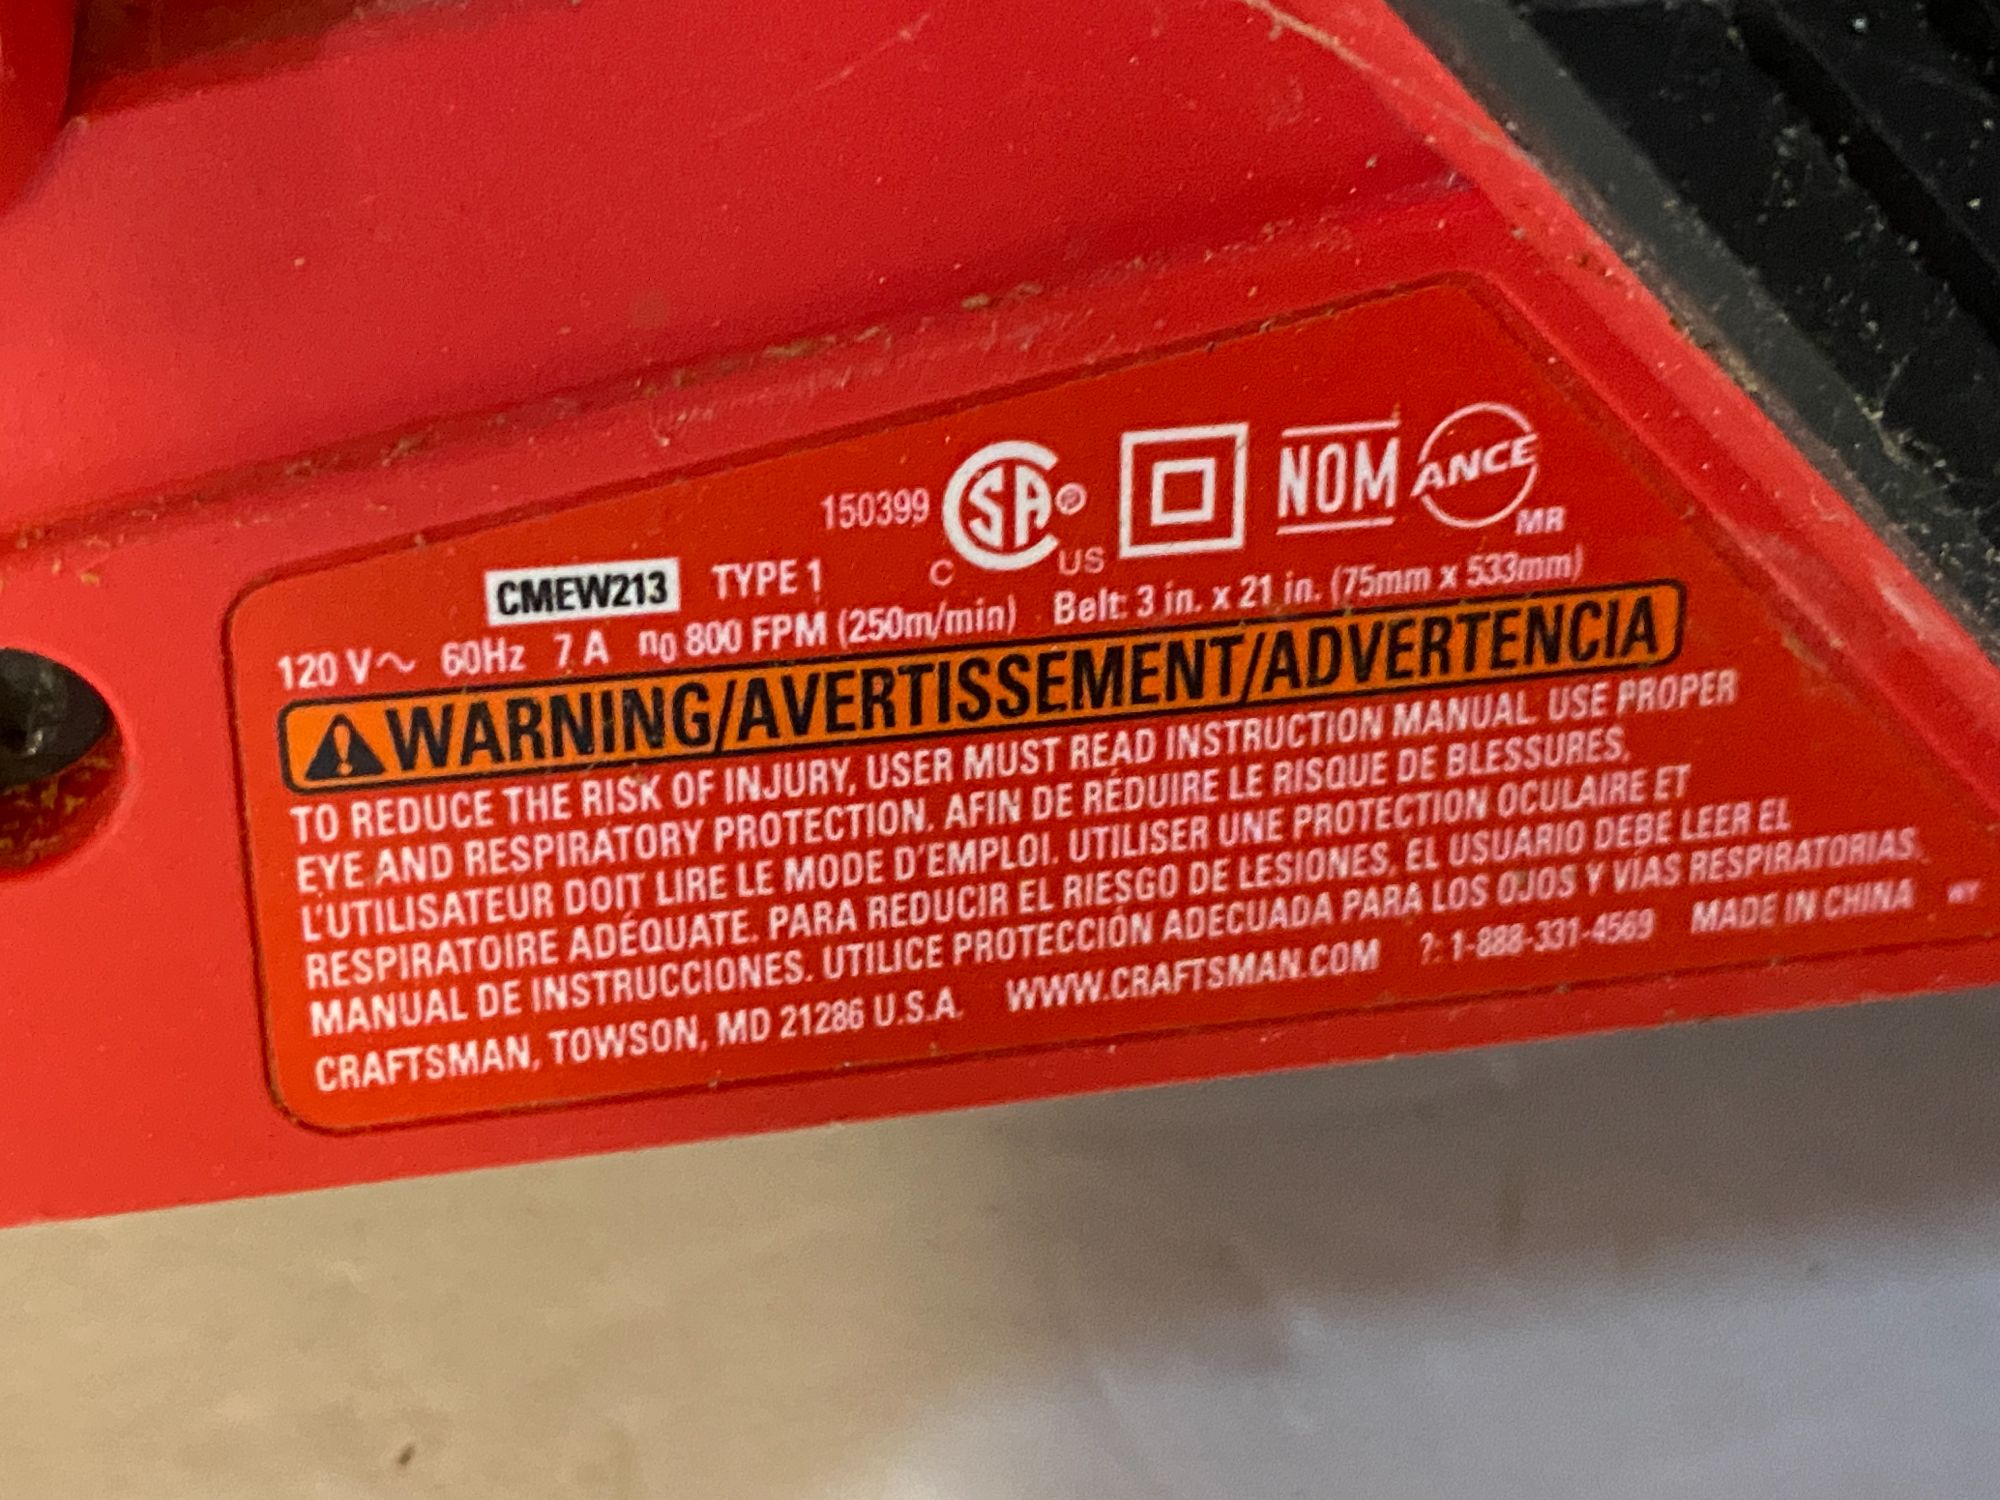 150399 CSA® C US NOM ANCE MR
CMEW213 TYPE 1
120 V~ 60Hz 7 A n0 800 FPM (250m/min) Belt: 3 in. x 21 in. (75mm x 533mm)
WARNING/AVERTISSEMENT/ADVERTENCIA
TO REDUCE THE RISK OF INJURY, USER MUST READ INSTRUCTION MANUAL. USE PROPER
EYE AND RESPIRATORY PROTECTION. AFIN DE RÉDUIRE LE RISQUE DE BLESSURES,
L'UTILISATEUR DOIT LIRE LE MODE D'EMPLOI. UTILISER UNE PROTECTION OCULAIRE ET
RESPIRATOIRE ADÉQUATE. PARA REDUCIR EL RIESGO DE LESIONES, EL USUARIO DEBE LEER EL
MANUAL DE INSTRUCCIONES. UTILICE PROTECCIÓN ADECUADA PARA LOS OJOS Y VÍAS RESPIRATORIAS.
CRAFTSMAN, TOWSON, MD 21286 U.S.A. WWW.CRAFTSMAN.COM ?: 1-888-331-4569 MADE IN CHINA